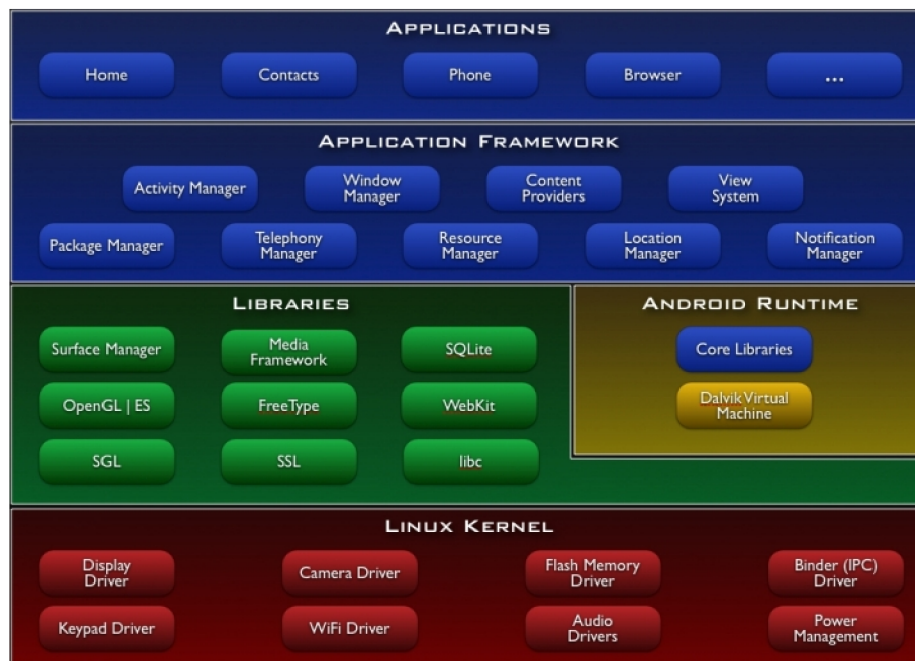 APPLICATIONS
Home
Contacts
Phone
Browser
...
APPLICATION FRAMEWORK
Activity Manager
Window
Manager
Content
Providers
View
System
Package Manager
Telephony
Manager
Resource
Manager
Location
Manager
Notification
Manager
LIBRARIES
Surface Manager
Media
Framework
SQLite
OpenGL | ES
FreeType
WebKit
SGL
SSL
libc
ANDROID RUNTIME
Core Libraries
Dalvik Virtual
Machine
LINUX KERNEL
Display
Driver
Camera Driver
Flash Memory
Driver
Binder (IPC)
Driver
Keypad Driver
WiFi Driver
Audio
Drivers
Power
Management